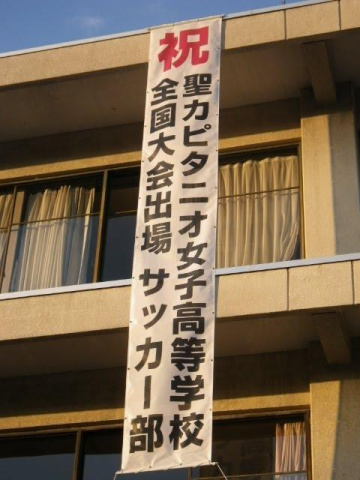 祝
聖カピタニオ女子高等学校
全国大会出場 サッカー部